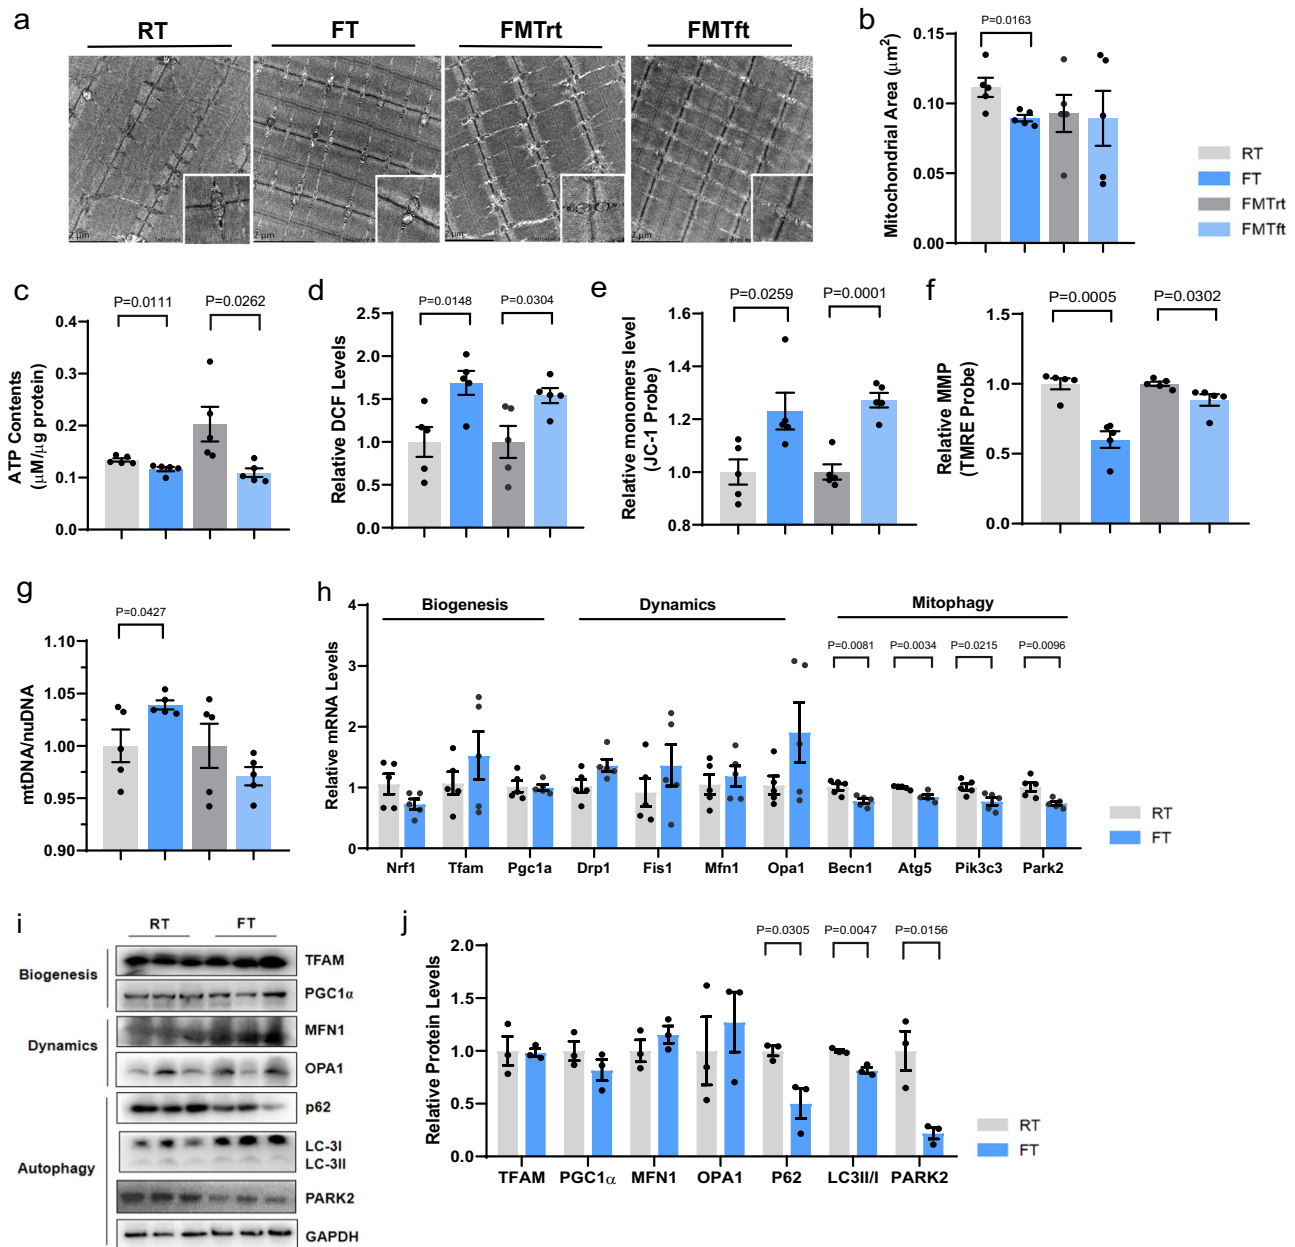 a
RT
FT
FMTrt
FMTft
2 μm
2 μm
2 μm
2 μm
b
P=0.0163
Mitochondrial Area (μm²)
0.15
0.10
0.05
0.00
RT
FT
FMTrt
FMTft
c
P=0.0111
P=0.0262
ATP Contents
(μM/μg protein)
0.4
0.3
0.2
0.1
0.0
d
P=0.0148
P=0.0304
Relative DCF Levels
2.5
2.0
1.5
1.0
0.5
0.0
e
P=0.0259
P=0.0001
Relative monomers level
(JC-1 Probe)
1.6
1.4
1.2
1.0
0.8
f
P=0.0005
P=0.0302
Relative MMP
(TMRE Probe)
1.5
1.0
0.5
0.0
g
P=0.0427
mtDNA/nuDNA
1.10
1.05
1.00
0.95
0.90
h
Biogenesis
Dynamics
Mitophagy
P=0.0081
P=0.0034
P=0.0215
P=0.0096
Relative mRNA Levels
4
3
2
1
0
Nrf1
Tfam
Pgc1a
Drp1
Fis1
Mfn1
Opa1
Becn1
Atg5
Pik3c3
Park2
RT
FT
i
RT
FT
Biogenesis
Dynamics
Autophagy
TFAM
PGC1α
MFN1
OPA1
p62
LC-3I
LC-3II
PARK2
GAPDH
j
P=0.0305
P=0.0047
P=0.0156
Relative Protein Levels
2.0
1.5
1.0
0.5
0.0
TFAM
PGC1α
MFN1
OPA1
P62
LC3II/I
PARK2
RT
FT